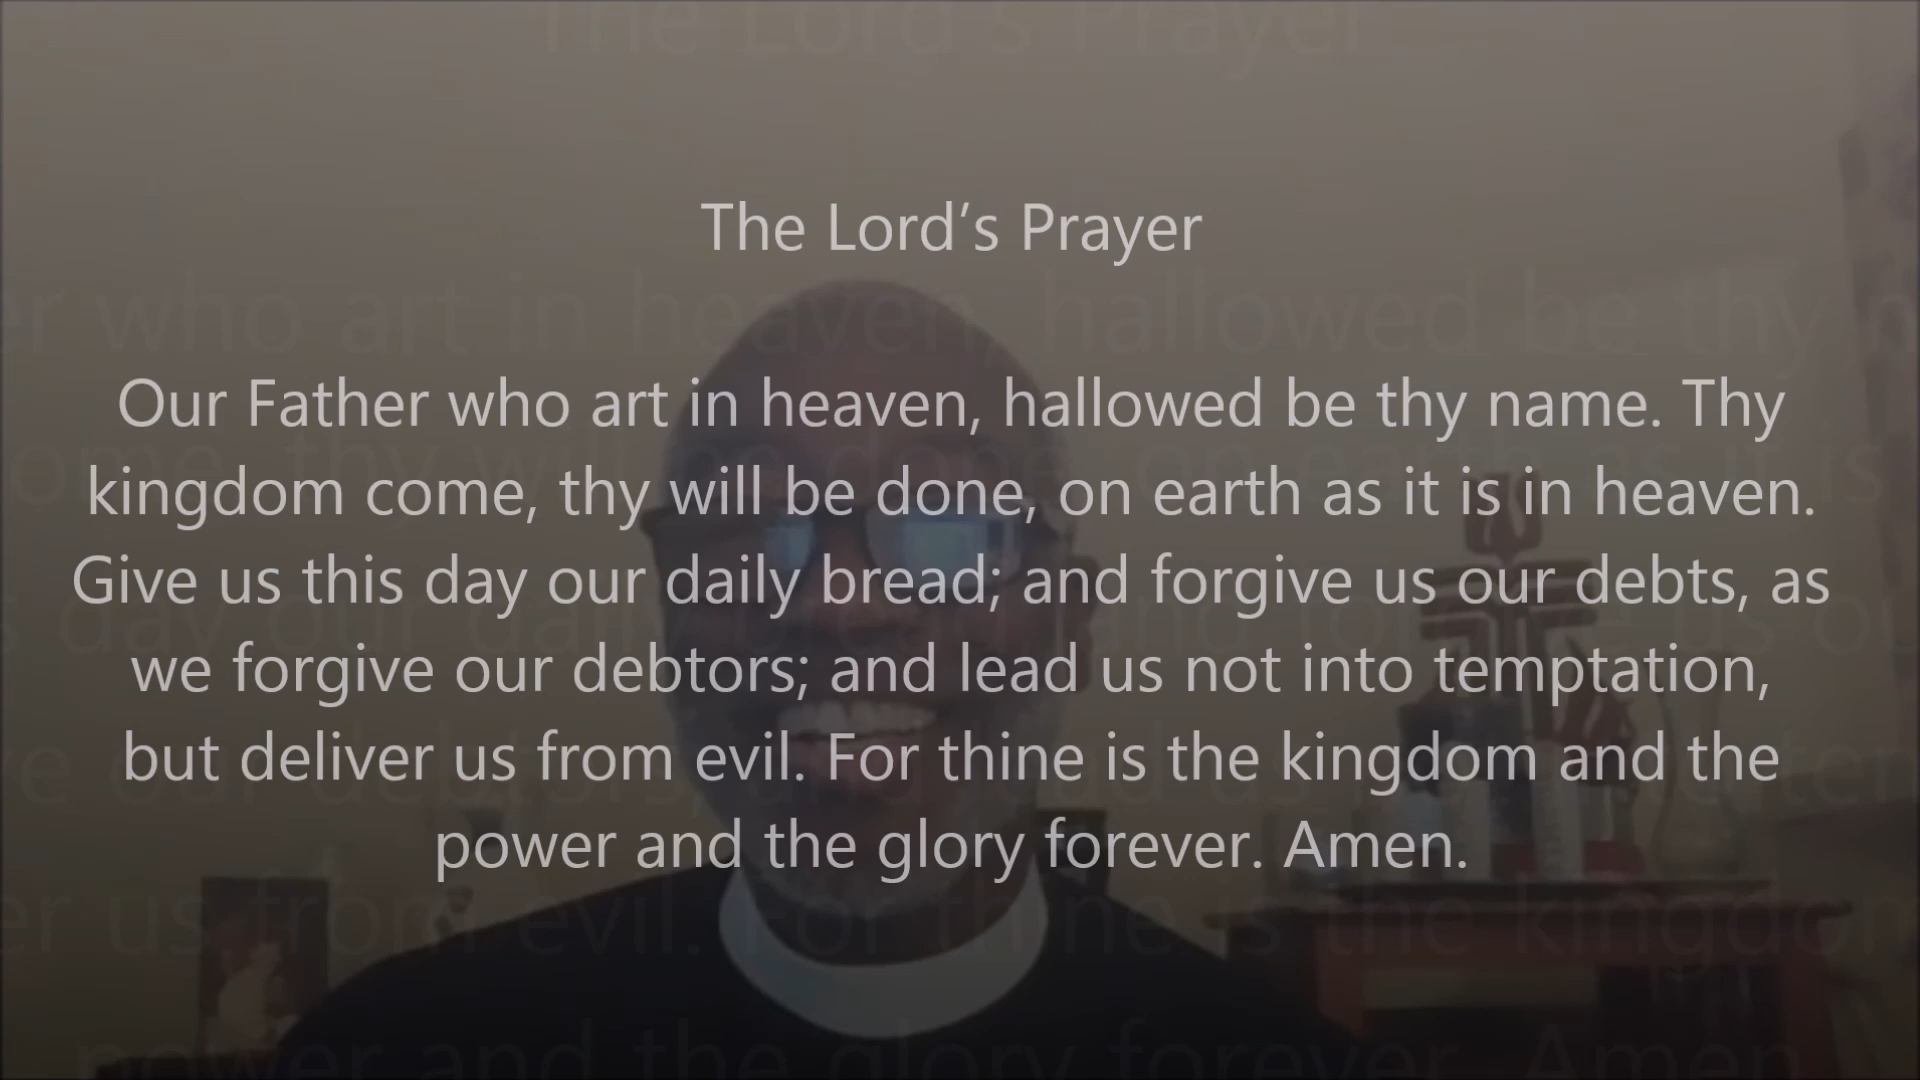 The Lord’s Prayer
Our Father who art in heaven, hallowed be thy name. Thy
kingdom come, thy will be done, on earth as it is in heaven.
Give us this day our daily bread; and forgive us our debts, as
we forgive our debtors; and lead us not into temptation,
but deliver us from evil. For thine is the kingdom and the
power and the glory forever. Amen.